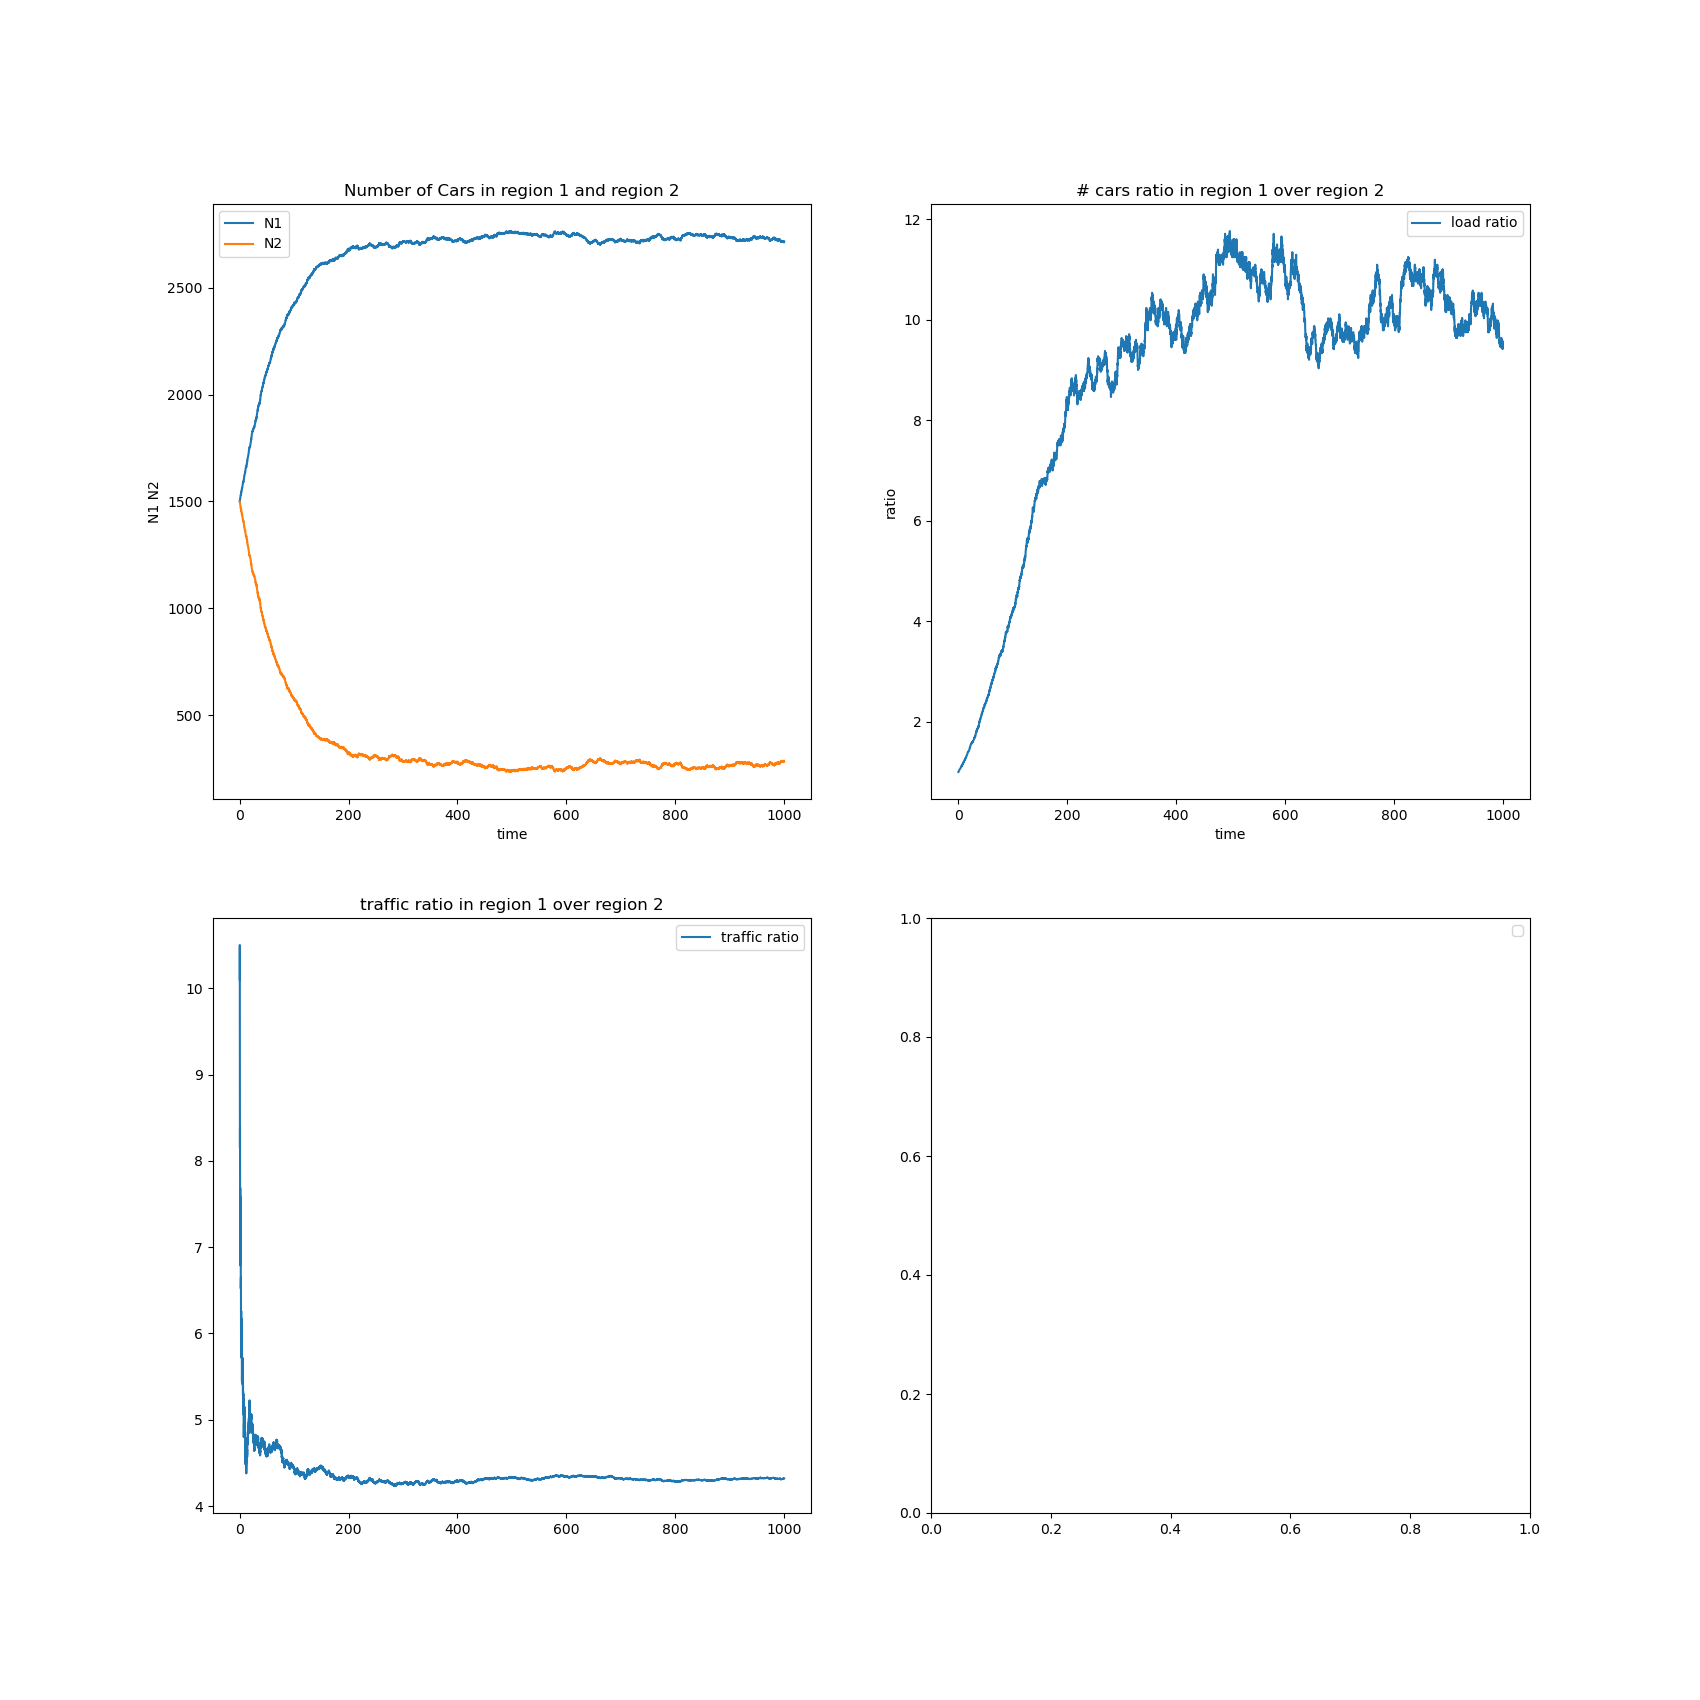 Number of Cars in region 1 and region 2
N1
N2
2500
2000
1500
1000
500
N1 N2
0 200 400 600 800 1000
time
# cars ratio in region 1 over region 2
load ratio
12
10
8
6
4
2
ratio
0 200 400 600 800 1000
time
traffic ratio in region 1 over region 2
traffic ratio
10
9
8
7
6
5
4
0 200 400 600 800 1000
1.0
0.8
0.6
0.4
0.2
0.0
0.0 0.2 0.4 0.6 0.8 1.0